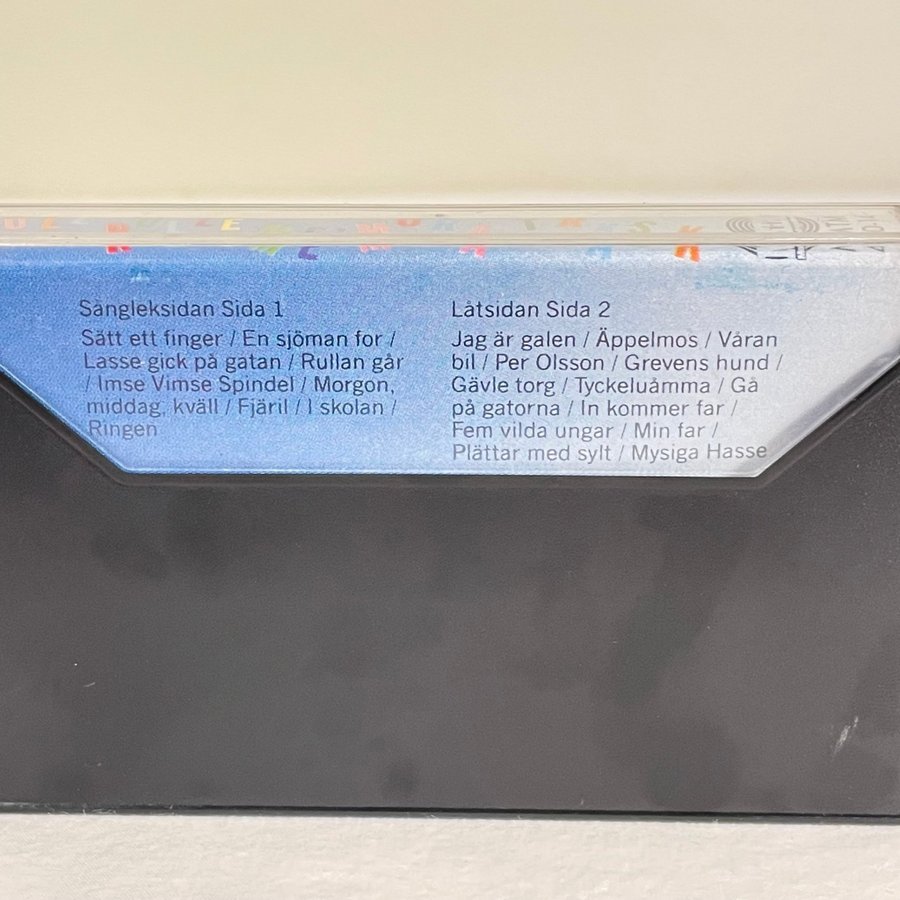 Sångleksidan Sida 1
Sätt ett finger / En sjöman for /
Lasse gick på gatan / Rullan går
/ Imse Vimse Spindel / Morgon,
middag, kväll / Fjäril / I skolan /
Ringen
Låtsidan Sida 2
Jag är galen / Äppelmos / Våran
bil / Per Olsson / Grevens hund /
Gävle torg / Tyckeluåmma / Gå
på gatorna / In kommer far /
Fem vilda ungar / Min far /
Plättar med sylt / Mysiga Hasse